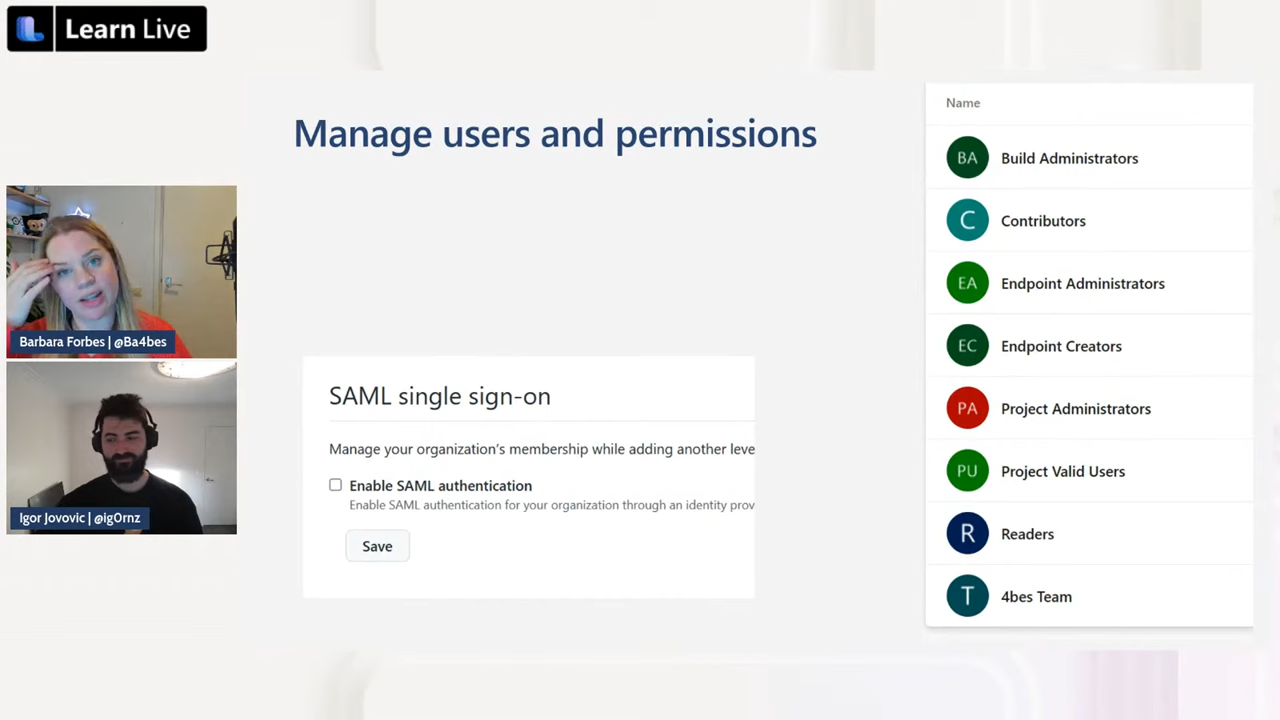 Learn Live
Manage users and permissions
Barbara Forbes | @Ba4bes
Igor Jovovic | @ig0rnz
SAML single sign-on
Manage your organization's membership while adding another leve
Enable SAML authentication
Enable SAML authentication for your organization through an identity prov
Save
Name
BA Build Administrators
C Contributors
EA Endpoint Administrators
EC Endpoint Creators
PA Project Administrators
PU Project Valid Users
R Readers
T 4bes Team